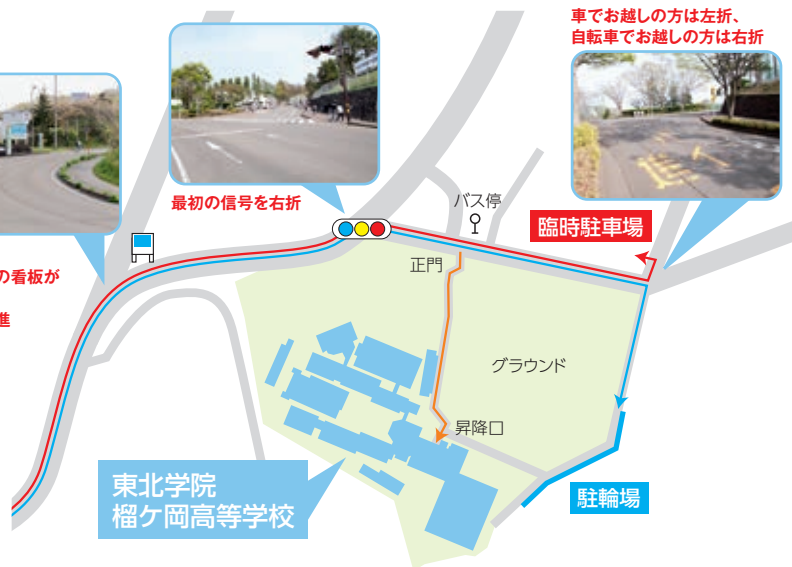 車でお越しの方は左折、
自転車でお越しの方は右折
最初の信号を右折
の看板が
進
バス停
臨時駐車場
正門
グラウンド
昇降口
東北学院
榴ケ岡高等学校
駐輪場